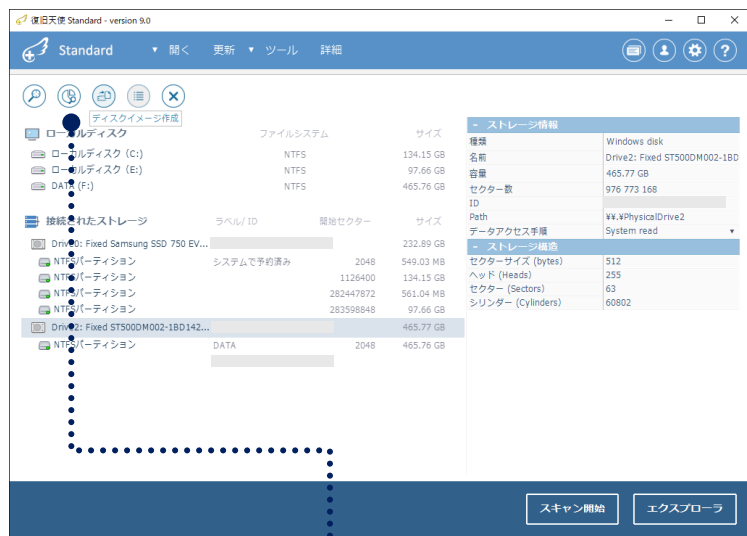 復旧天使 Standard - version 9.0
Standard ▼ 開く 更新 ▼ ツール 詳細
ディスクイメージ作成
ローカルディスク ファイルシステム サイズ
ローカルディスク (C:) NTFS 134.15 GB
ローカルディスク (E:) NTFS 97.66 GB
DATA (F:) NTFS 465.76 GB
接続されたストレージ ラベル/ ID 開始セクター サイズ
Drive0: Fixed Samsung SSD 750 EV... 232.89 GB
NTFSパーティション システムで予約済み 2048 549.03 MB
NTFSパーティション 1126400 134.15 GB
NTFSパーティション 282447872 561.04 MB
NTFSパーティション 283598848 97.66 GB
Drive2: Fixed ST500DM002-1BD142... 465.77 GB
NTFSパーティション DATA 2048 465.76 GB
- ストレージ情報
種類 Windows disk
名前 Drive2: Fixed ST500DM002-1BD
容量 465.77 GB
セクター数 976 773 168
ID
Path ¥¥.¥PhysicalDrive2
データアクセス手順 System read ▼
- ストレージ構造
セクターサイズ (bytes) 512
ヘッド (Heads) 255
セクター (Sectors) 63
シリンダー (Cylinders) 60802
スキャン開始 エクスプローラ